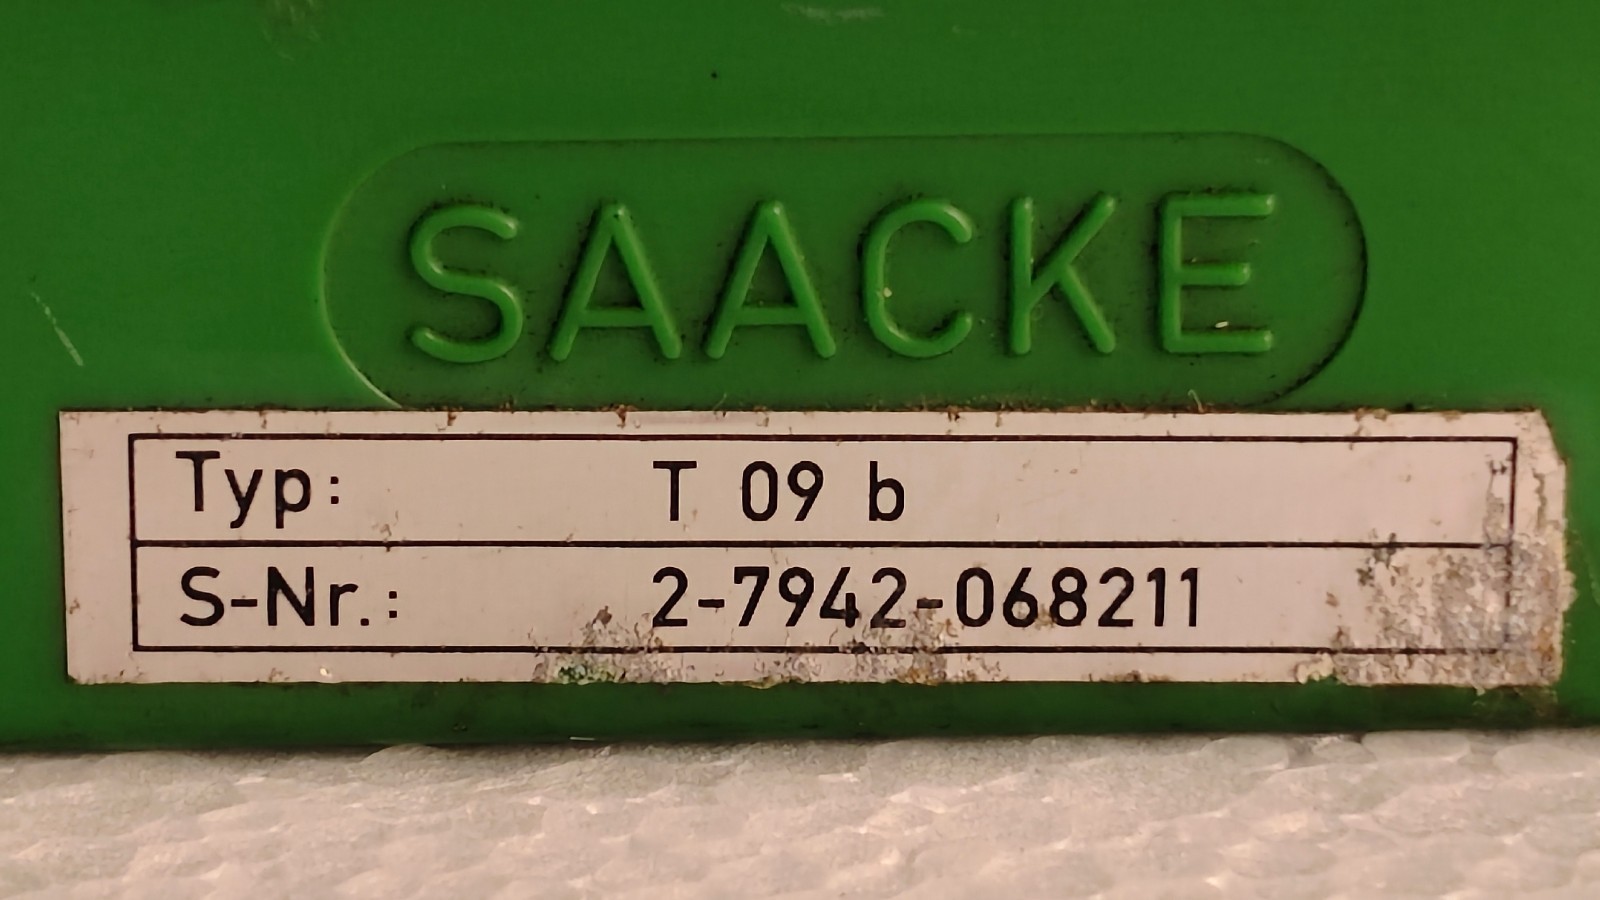 SAACKE
Typ: T 09 b
S-Nr.: 2-7942-068211